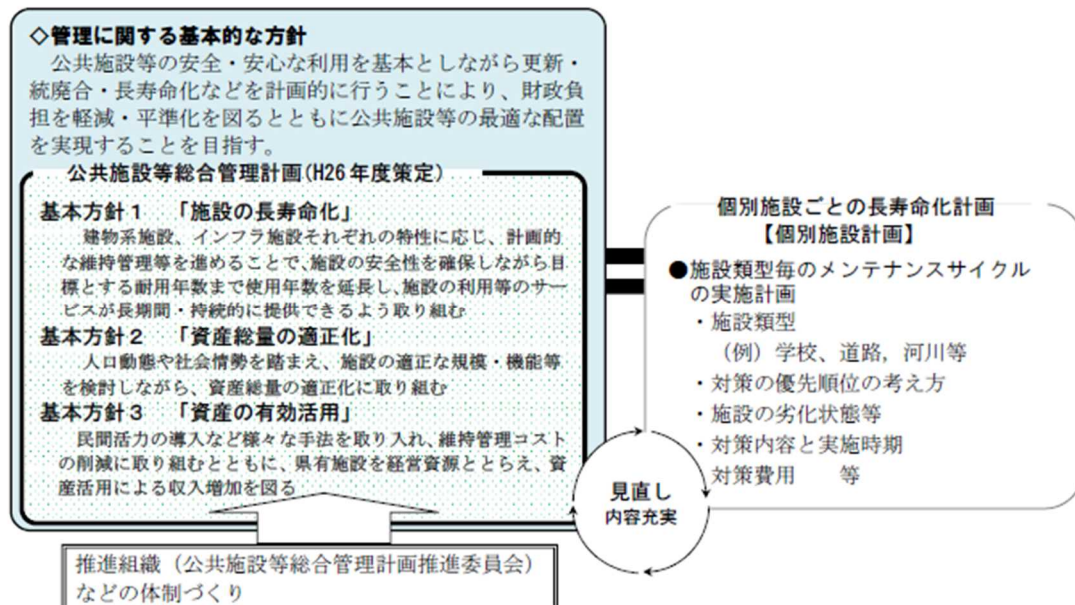 ◇管理に関する基本的な方針
公共施設等の安全・安心な利用を基本としながら更新・
統廃合・長寿命化などを計画的に行うことにより、財政負
担を軽減・平準化を図るとともに公共施設等の最適な配置
を実現することを目指す。
公共施設等総合管理計画(H26年度策定)
基本方針1 「施設の長寿命化」
建物系施設、インフラ施設それぞれの特性に応じ、計画的
な維持管理等を進めることで、施設の安全性を確保しながら目
標とする耐用年数まで使用年数を延長し、施設の利用等のサー
ビスが長期間・持続的に提供できるよう取り組む
基本方針2 「資産総量の適正化」
人口動態や社会情勢を踏まえ、施設の適正な規模・機能等
を検討しながら、資産総量の適正化に取り組む
基本方針3 「資産の有効活用」
民間活力の導入など様々な手法を取り入れ、維持管理コスト
の削減に取り組むとともに、県有施設を経営資源ととらえ、資
産活用による収入増加を図る
推進組織（公共施設等総合管理計画推進委員会）
などの体制づくり
見直し
内容充実
個別施設ごとの長寿命化計画
【個別施設計画】
●施設類型毎のメンテナンスサイクル
の実施計画
・施設類型
（例）学校、道路，河川等
・対策の優先順位の考え方
・施設の劣化状態等
・対策内容と実施時期
対策費用　等